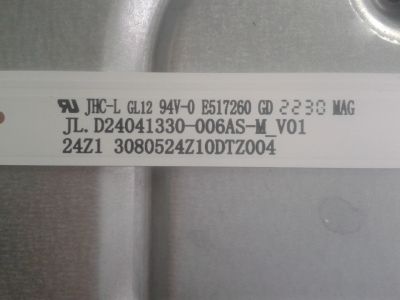 JHC-L GL12 94V-0 E517260 GD 2230 MAG
JL.D24041330-006AS-M_V01
24Z1 3080524Z10DTZ004